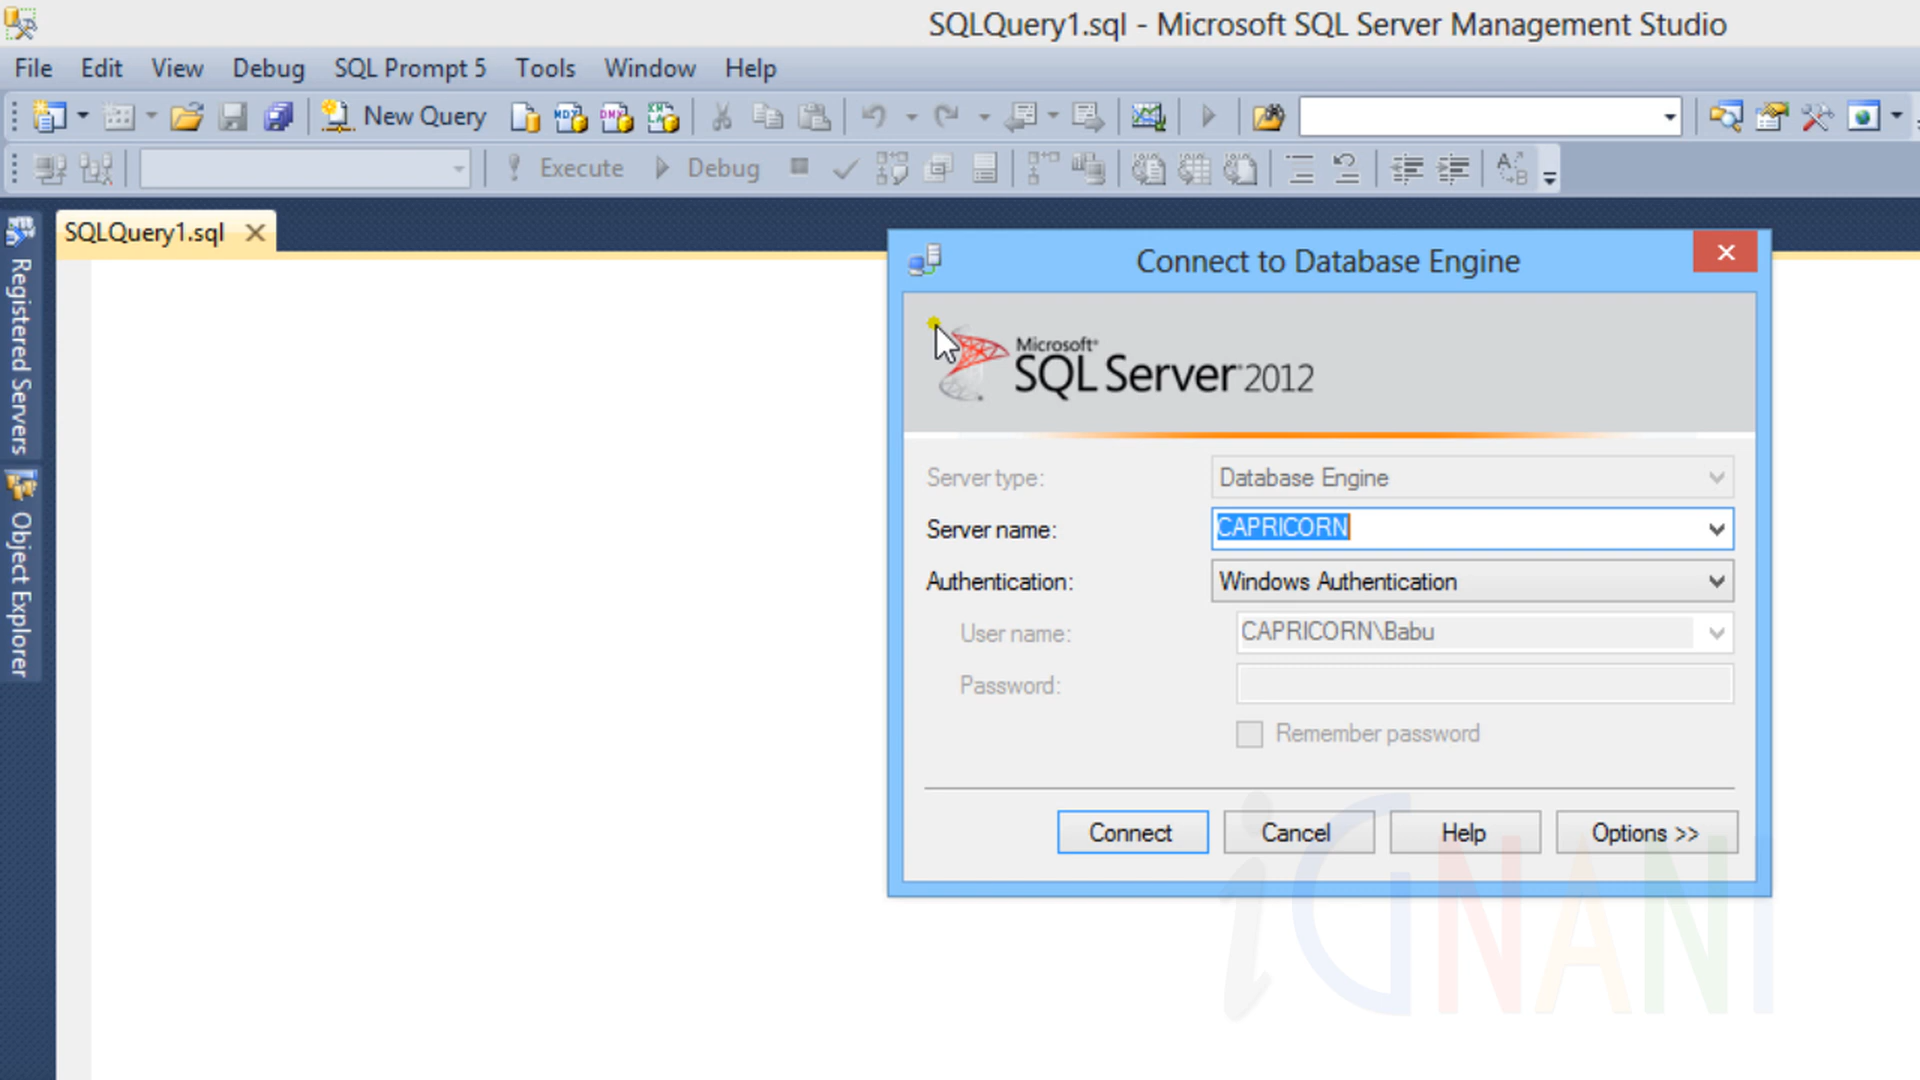 SQLQuery1.sql - Microsoft SQL Server Management Studio
File Edit View Debug SQL Prompt 5 Tools Window Help
New Query
Execute Debug
SQLQuery1.sql
Registered Servers
Object Explorer
Connect to Database Engine
Microsoft®
SQL Server® 2012
Server type: Database Engine
Server name: CAPRICORN
Authentication: Windows Authentication
User name: CAPRICORN\Babu
Password:
Remember password
Connect Cancel Help Options >>
iGNANI